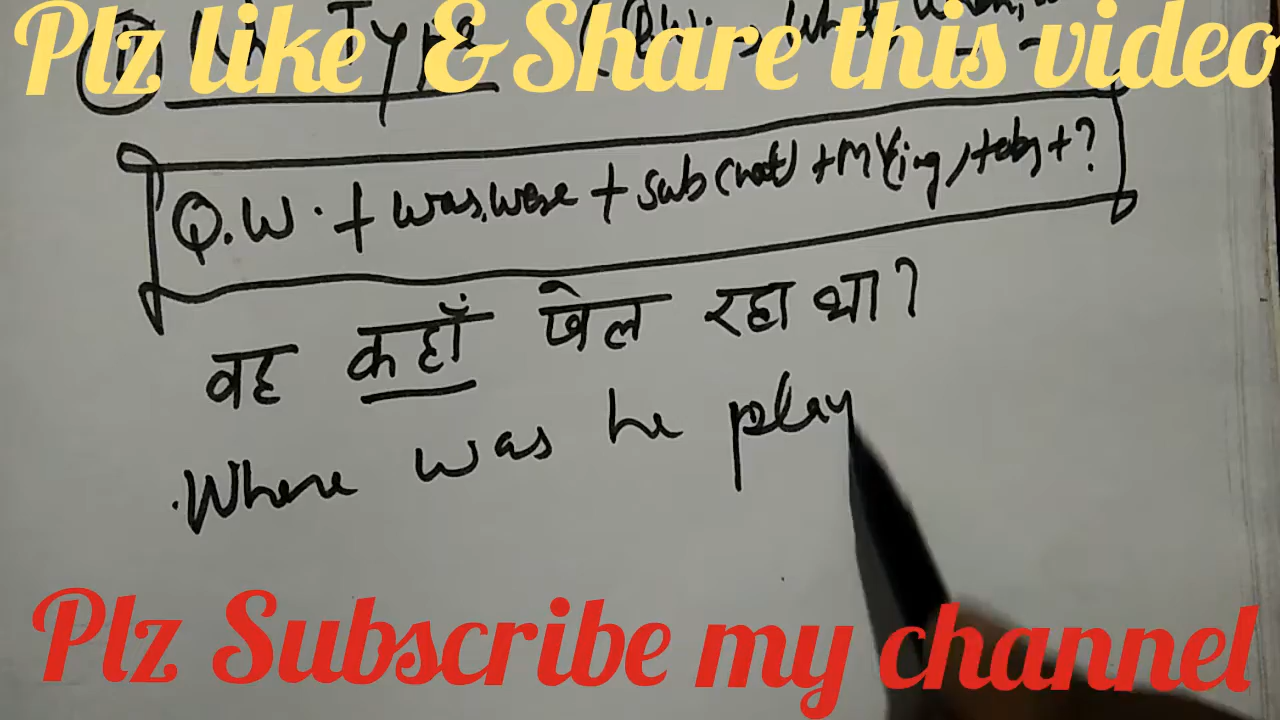 Plz like & Share this video
Type
Q.W. + was,were + sub (not) + MV(ing) + obj + ?
वह कहाँ खेल रहा था?
Where was he play
Plz Subscribe my channel